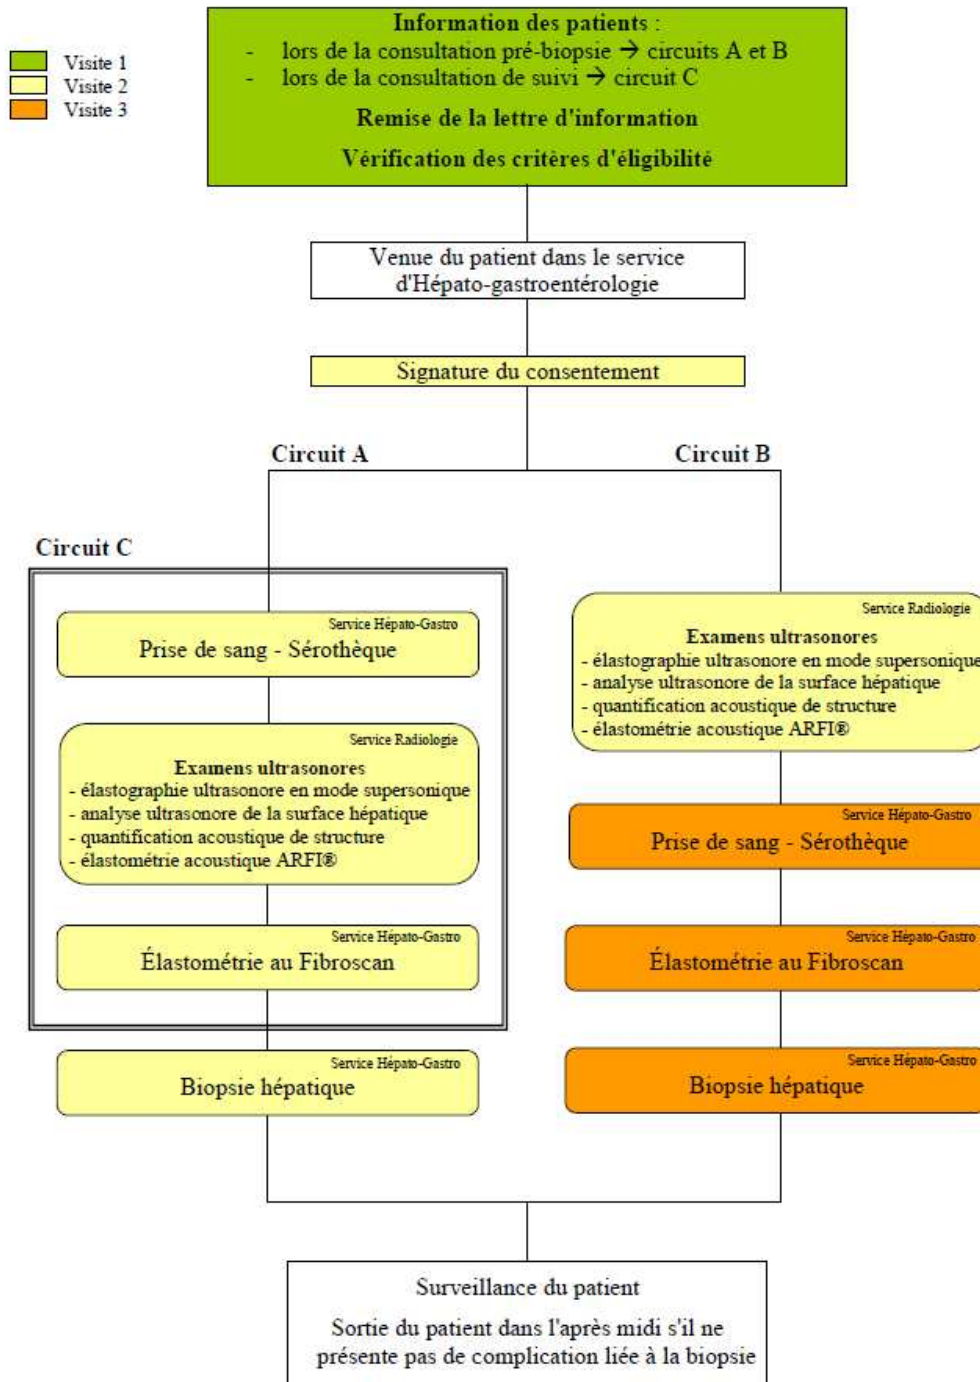 Information des patients :
- lors de la consultation pré-biopsie → circuits A et B
- lors de la consultation de suivi → circuit C
Remise de la lettre d'information
Vérification des critères d'éligibilité
Visite 1
Visite 2
Visite 3
Venue du patient dans le service
d'Hépato-gastroentérologie
Signature du consentement
Circuit A
Circuit B
Circuit C
Service Hépato-Gastro
Prise de sang - Sérothèque
Service Radiologie
Examens ultrasonores
- élastographie ultrasonore en mode supersonique
- analyse ultrasonore de la surface hépatique
- quantification acoustique de structure
- élastométrie acoustique ARFI®
Service Hépato-Gastro
Élastométrie au Fibroscan
Service Hépato-Gastro
Biopsie hépatique
Service Radiologie
Examens ultrasonores
- élastographie ultrasonore en mode supersonique
- analyse ultrasonore de la surface hépatique
- quantification acoustique de structure
- élastométrie acoustique ARFI®
Service Hépato-Gastro
Prise de sang - Sérothèque
Service Hépato-Gastro
Élastométrie au Fibroscan
Service Hépato-Gastro
Biopsie hépatique
Surveillance du patient
Sortie du patient dans l'après midi s'il ne
présente pas de complication liée à la biopsie